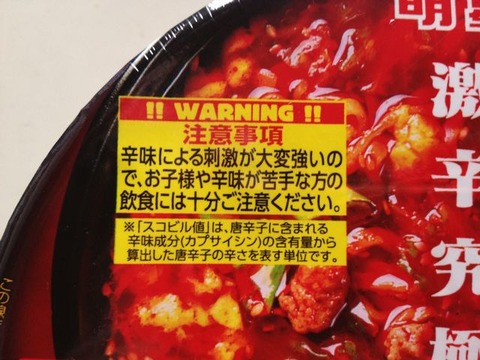 !! WARNING !!
注意事項
辛味による刺激が大変強いの
で、お子様や辛味が苦手な方の
飲食には十分ご注意ください。
※「スコビル値」は、唐辛子に含まれる
辛味成分(カプサイシン)の含有量から
算出した唐辛子の辛さを表す単位です。
明星
激辛究極